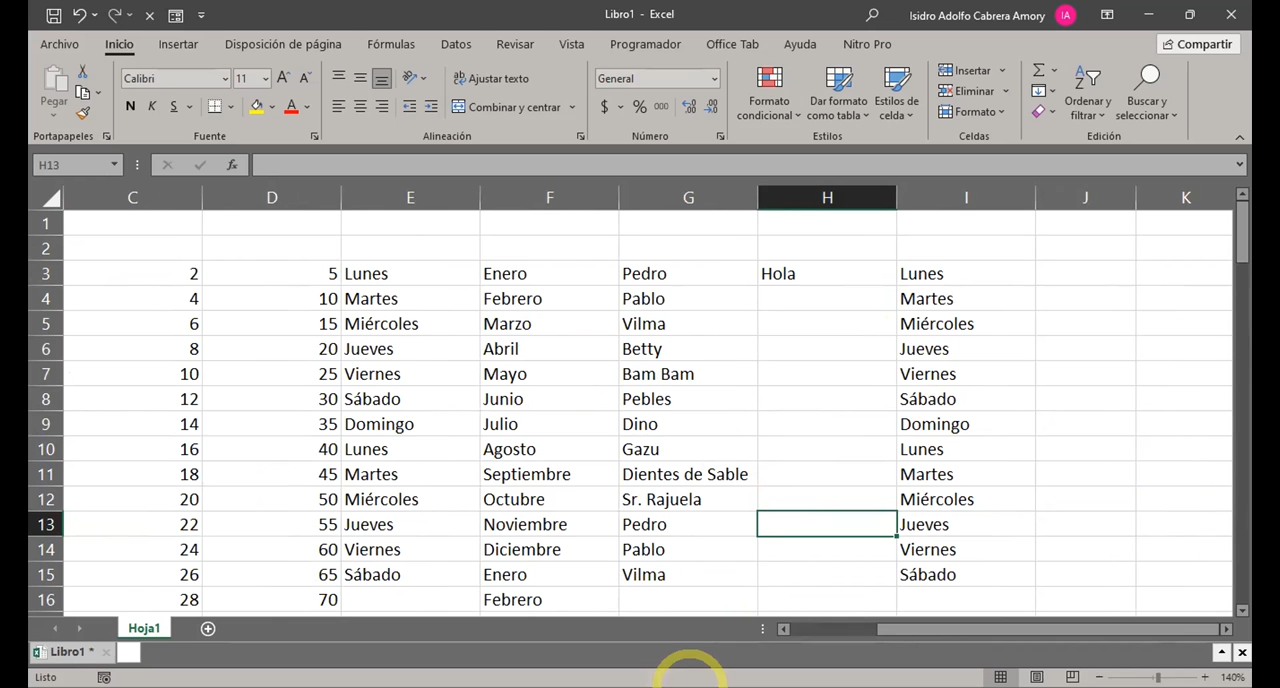 Libro1 - Excel
Isidro Adolfo Cabrera Amory IA
Archivo Inicio Insertar Disposición de página Fórmulas Datos Revisar Vista Programador Office Tab Ayuda Nitro Pro Compartir
Pegar Calibri 11 A A Ajustar texto General Formato condicional Dar formato como tabla Estilos de celda Insertar Eliminar Formato Ordenar y filtrar Buscar y seleccionar
N K S A Combinar y centrar $ % 000
Portapapeles Fuente Alineación Número Estilos Celdas Edición
H13 fx
C D E F G H I J K
1
2
3 2 5 Lunes Enero Pedro Hola Lunes
4 4 10 Martes Febrero Pablo Martes
5 6 15 Miércoles Marzo Vilma Miércoles
6 8 20 Jueves Abril Betty Jueves
7 10 25 Viernes Mayo Bam Bam Viernes
8 12 30 Sábado Junio Pebles Sábado
9 14 35 Domingo Julio Dino Domingo
10 16 40 Lunes Agosto Gazu Lunes
11 18 45 Martes Septiembre Dientes de Sable Martes
12 20 50 Miércoles Octubre Sr. Rajuela Miércoles
13 22 55 Jueves Noviembre Pedro Jueves
14 24 60 Viernes Diciembre Pablo Viernes
15 26 65 Sábado Enero Vilma Sábado
16 28 70 Febrero
Hoja1
Libro1 *
Listo 140%